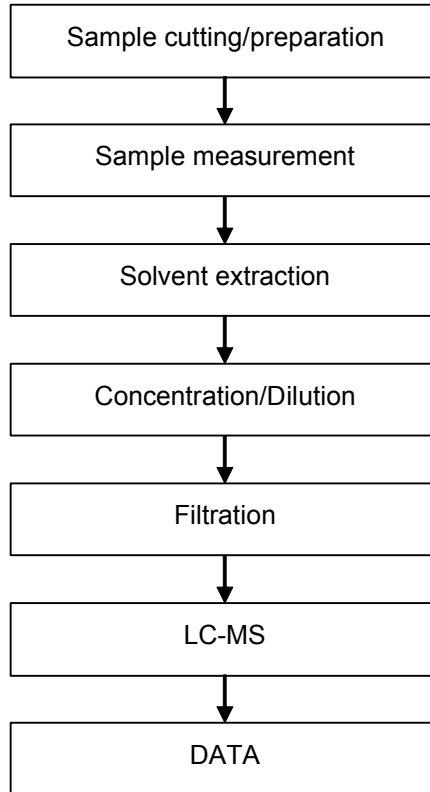 Sample cutting/preparation
Sample measurement
Solvent extraction
Concentration/Dilution
Filtration
LC-MS
DATA